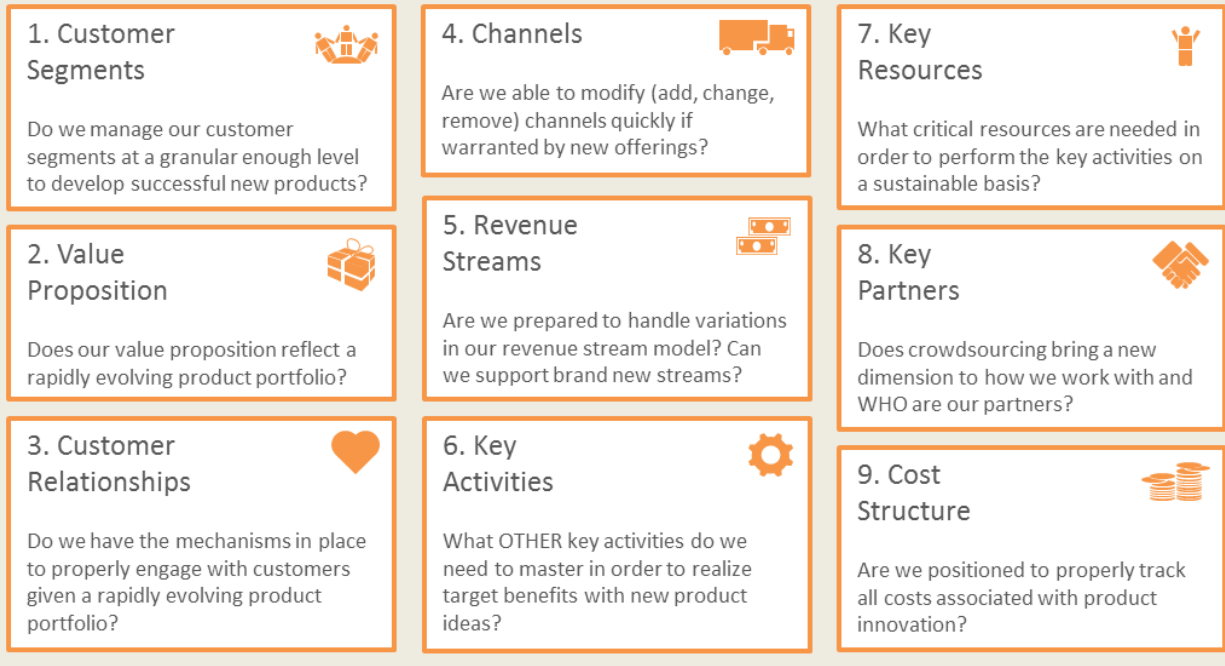 1. Customer
Segments
Do we manage our customer
segments at a granular enough level
to develop successful new products?
2. Value
Proposition
Does our value proposition reflect a
rapidly evolving product portfolio?
3. Customer
Relationships
Do we have the mechanisms in place
to properly engage with customers
given a rapidly evolving product
portfolio?
4. Channels
Are we able to modify (add, change,
remove) channels quickly if
warranted by new offerings?
5. Revenue
Streams
Are we prepared to handle variations
in our revenue stream model? Can
we support brand new streams?
6. Key
Activities
What OTHER key activities do we
need to master in order to realize
target benefits with new product
ideas?
7. Key
Resources
What critical resources are needed in
order to perform the key activities on
a sustainable basis?
8. Key
Partners
Does crowdsourcing bring a new
dimension to how we work with and
WHO are our partners?
9. Cost
Structure
Are we positioned to properly track
all costs associated with product
innovation?